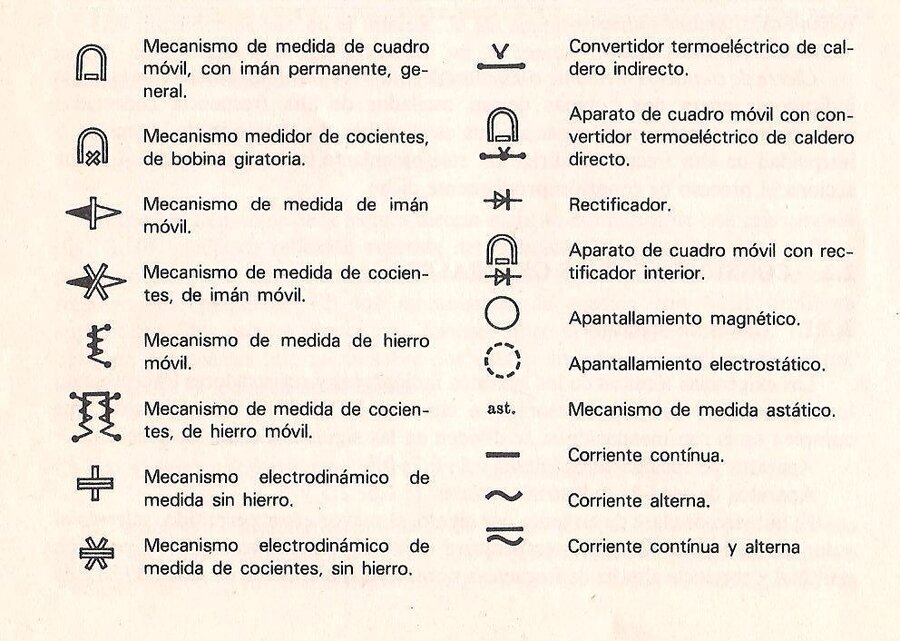 Mecanismo de medida de cuadro
móvil, con imán permanente, ge-
neral.
Mecanismo medidor de cocientes,
de bobina giratoria.
Mecanismo de medida de imán
móvil.
Mecanismo de medida de cocien-
tes, de imán móvil.
Mecanismo de medida de hierro
móvil.
Mecanismo de medida de cocien-
tes, de hierro móvil.
Mecanismo electrodinámico de
medida sin hierro.
Mecanismo electrodinámico de
medida de cocientes, sin hierro.
Convertidor termoeléctrico de cal-
dero indirecto.
Aparato de cuadro móvil con con-
vertidor termoeléctrico de caldero
directo.
Rectificador.
Aparato de cuadro móvil con rec-
tificador interior.
Apantallamiento magnético.
Apantallamiento electrostático.
ast. Mecanismo de medida astático.
Corriente contínua.
Corriente alterna.
Corriente contínua y alterna